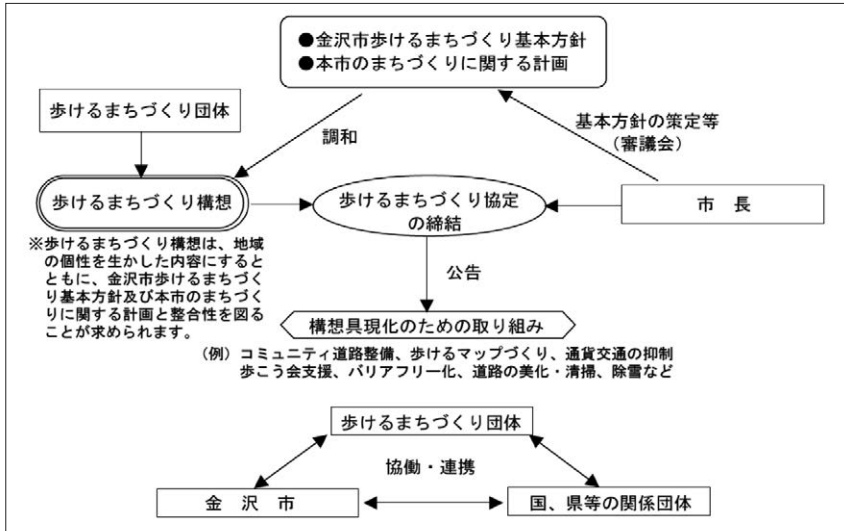 ●金沢市歩けるまちづくり基本方針
●本市のまちづくりに関する計画
歩けるまちづくり団体
調和
基本方針の策定等
（審議会）
歩けるまちづくり構想
歩けるまちづくり協定
の締結
市 長
※歩けるまちづくり構想は、地域
の個性を生かした内容にすると
ともに、金沢市歩けるまちづく
り基本方針及び本市のまちづく
りに関する計画と整合性を図る
ことが求められます。
公告
構想具現化のための取り組み
（例）コミュニティ道路整備、歩けるマップづくり、通貨交通の抑制
歩こう会支援、バリアフリー化、道路の美化・清掃、除雪など
歩けるまちづくり団体
協働・連携
金 沢 市
国、県等の関係団体